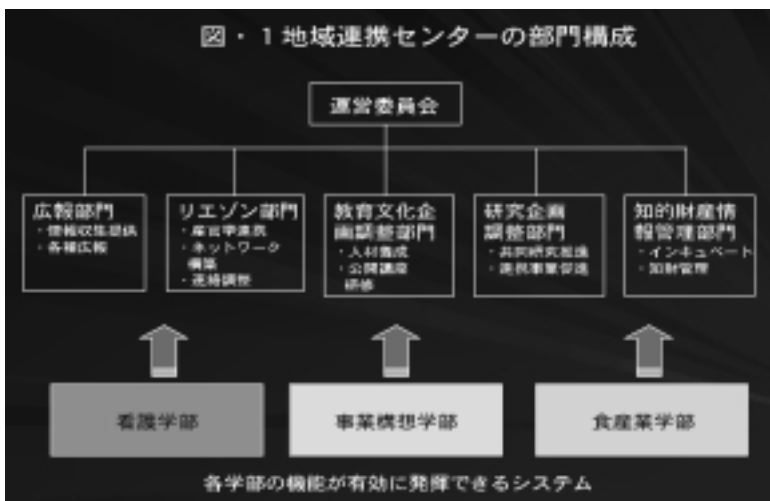 図・1地域連携センターの部門構成
運営委員会
広報部門
・情報収集提供
・各種広報
リエゾン部門
・産官学連携
・ネットワーク
構築
・連絡調整
教育文化企
画調整部門
・人材養成
・公開講座
研修
研究企画
調整部門
・共同研究推進
・連携事業促進
知的財産情
報管理部門
・インキュベート
・知財管理
看護学部
事業構想学部
食産業学部
各学部の機能が有効に発揮できるシステム